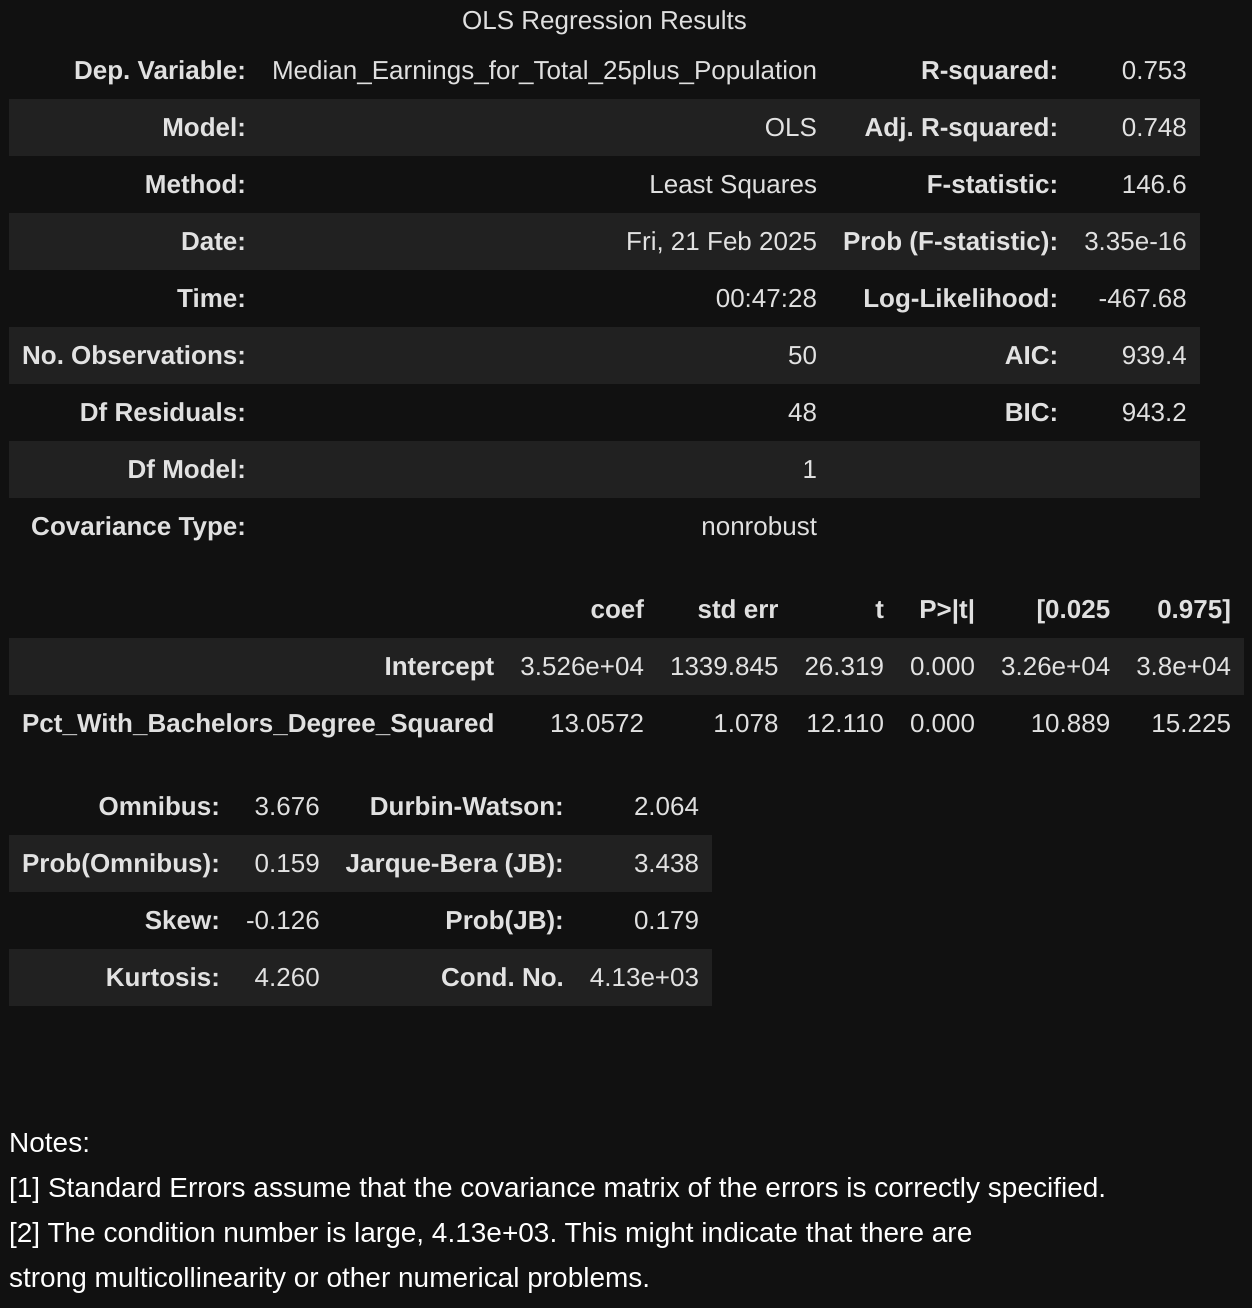 OLS Regression Results
Dep. Variable: Median_Earnings_for_Total_25plus_Population R-squared: 0.753
Model: OLS Adj. R-squared: 0.748
Method: Least Squares F-statistic: 146.6
Date: Fri, 21 Feb 2025 Prob (F-statistic): 3.35e-16
Time: 00:47:28 Log-Likelihood: -467.68
No. Observations: 50 AIC: 939.4
Df Residuals: 48 BIC: 943.2
Df Model: 1
Covariance Type: nonrobust
coef std err t P>|t| [0.025 0.975]
Intercept 3.526e+04 1339.845 26.319 0.000 3.26e+04 3.8e+04
Pct_With_Bachelors_Degree_Squared 13.0572 1.078 12.110 0.000 10.889 15.225
Omnibus: 3.676 Durbin-Watson: 2.064
Prob(Omnibus): 0.159 Jarque-Bera (JB): 3.438
Skew: -0.126 Prob(JB): 0.179
Kurtosis: 4.260 Cond. No. 4.13e+03
Notes:
[1] Standard Errors assume that the covariance matrix of the errors is correctly specified.
[2] The condition number is large, 4.13e+03. This might indicate that there are
strong multicollinearity or other numerical problems.